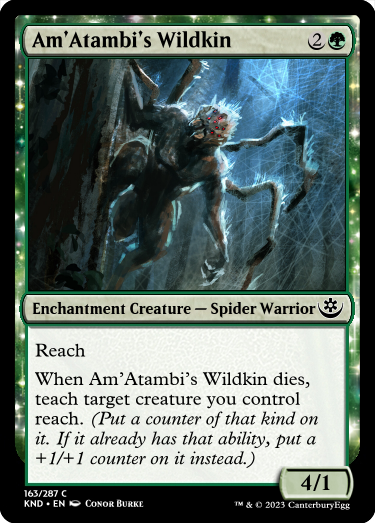 Am'Atambi's Wildkin 2
Enchantment Creature — Spider Warrior
Reach
When Am'Atambi's Wildkin dies,
teach target creature you control
reach. (Put a counter of that kind on
it. If it already has that ability, put a
+1/+1 counter on it instead.)
4/1
163/287 C
KND • EN Conor Burke
™ & © 2023 CanterburyEgg